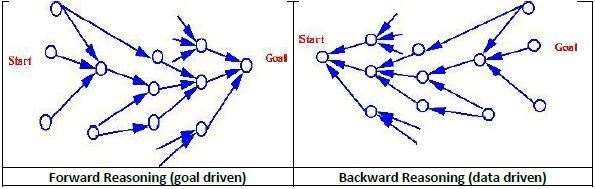 Start
Goal
Start
Goal
Forward Reasoning (goal driven)
Backward Reasoning (data driven)